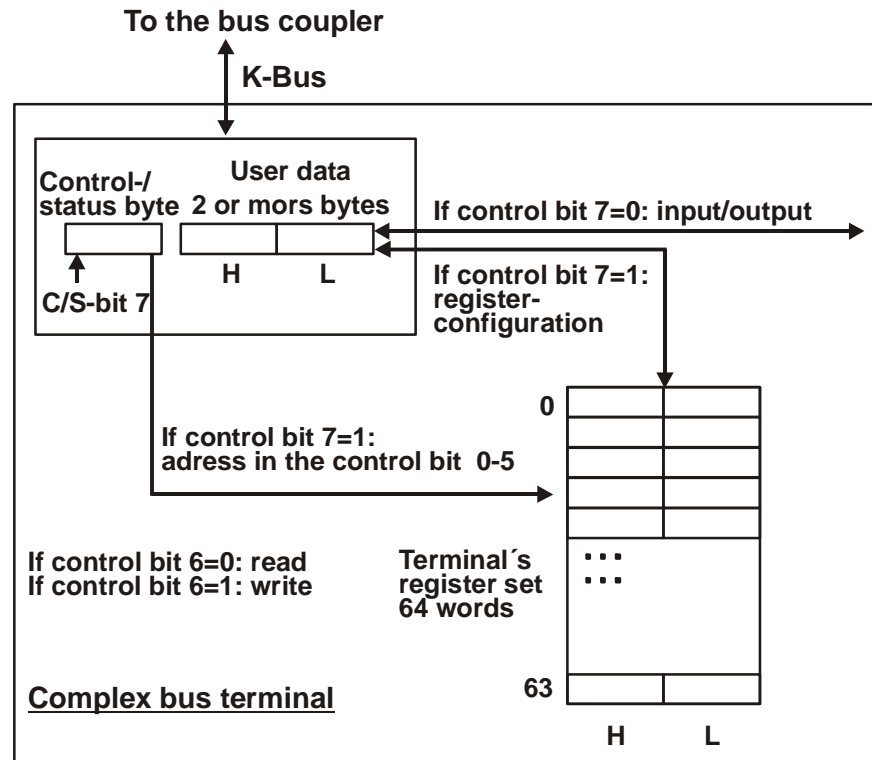 To the bus coupler
K-Bus
User data
Control-/
status byte
2 or mors bytes
If control bit 7=0: input/output
H
L
C/S-bit 7
If control bit 7=1:
register-
configuration
0
If control bit 7=1:
adress in the control bit 0-5
If control bit 6=0: read
If control bit 6=1: write
Terminal´s
register set
64 words
63
Complex bus terminal
H
L